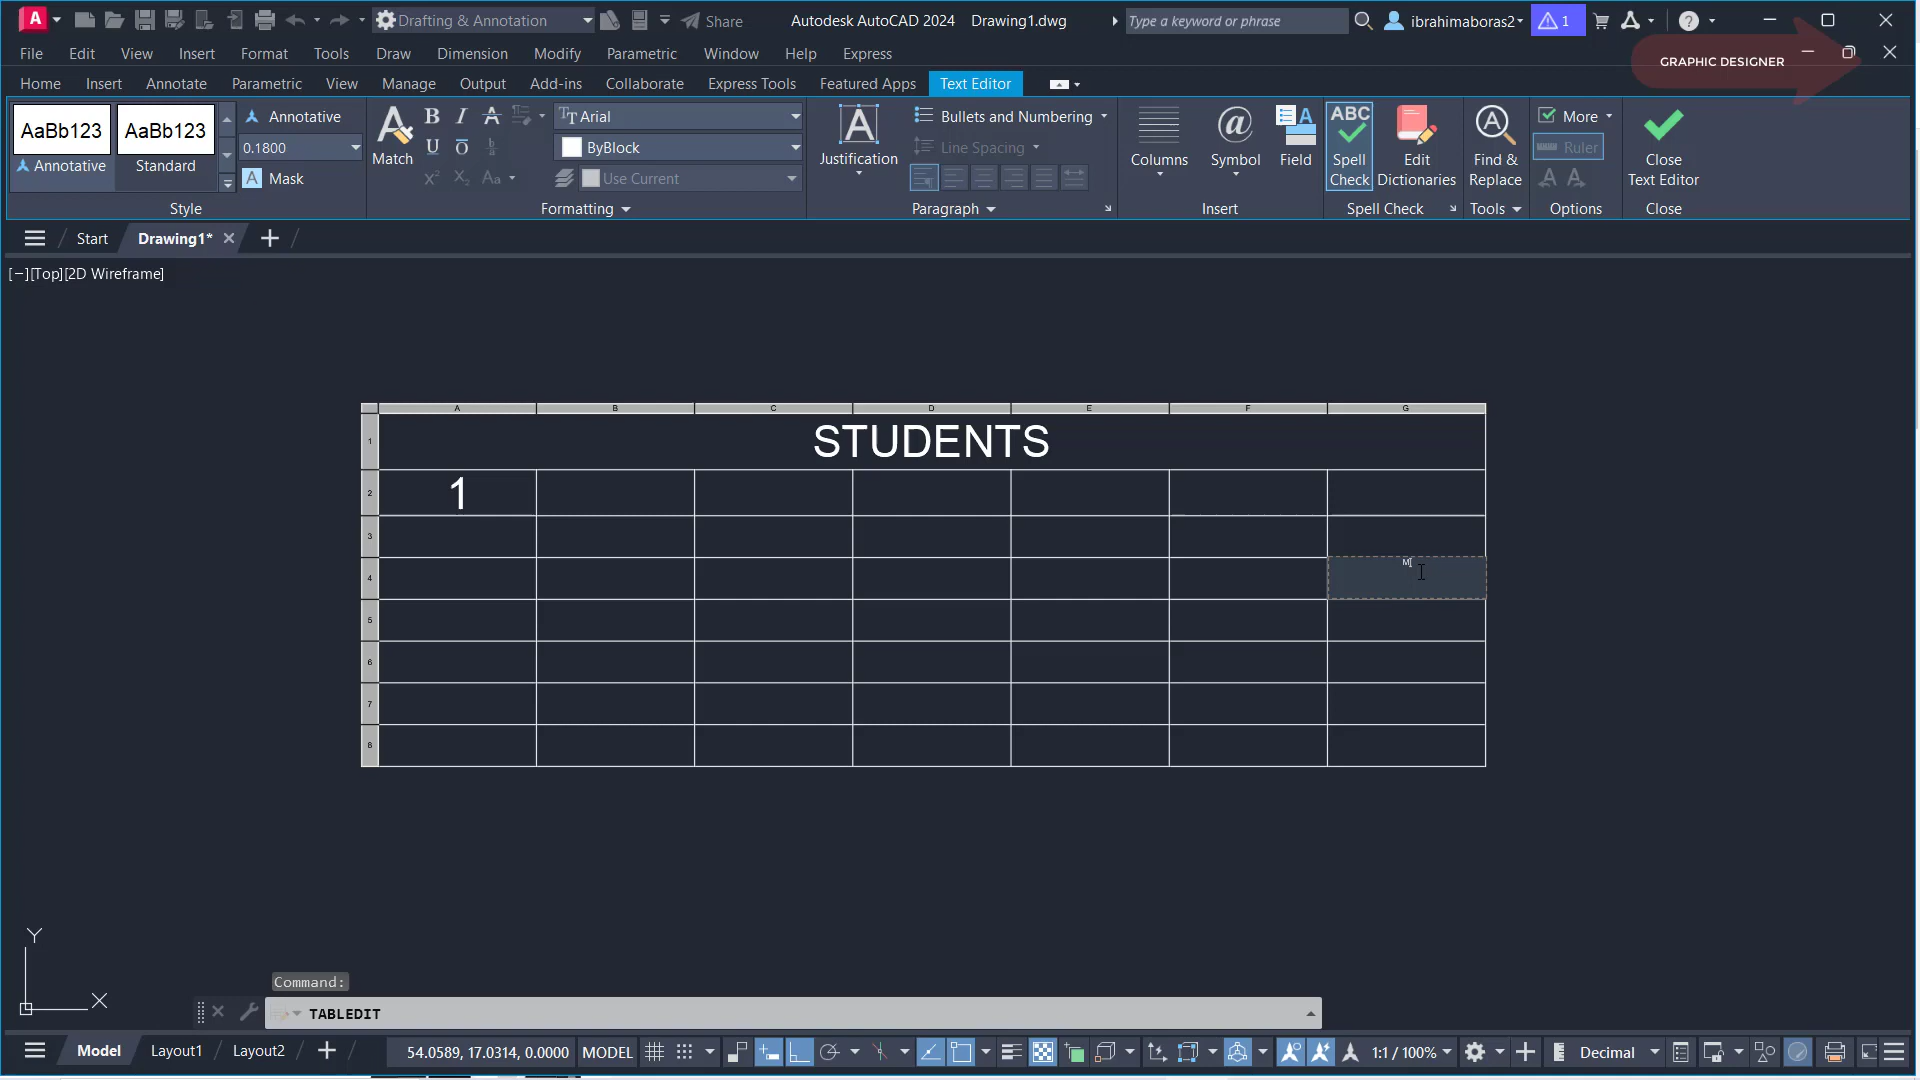 A Drafting & Annotation Share Autodesk AutoCAD 2024 Drawing1.dwg Type a keyword or phrase ibrahimaboras2 1
File Edit View Insert Format Tools Draw Dimension Modify Parametric Window Help Express
GRAPHIC DESIGNER
Home Insert Annotate Parametric View Manage Output Add-ins Collaborate Express Tools Featured Apps Text Editor
AaBb123 AaBb123 Annotative
Annotative Standard 0.1800
Mask
Style
Match Arial
ByBlock
Use Current
Formatting
Justification Bullets and Numbering
Line Spacing
Paragraph
Columns Symbol Field
Insert
ABC Spell Check Edit Dictionaries
Spell Check
Find & Replace
Tools
More
Ruler
Options
Close Text Editor
Close
Start Drawing1*
[−][Top][2D Wireframe]
A B C D E F G
1 STUDENTS
2 1
3
4 M
5
6
7
8
Y
X
Command:
TABLEDIT
Model Layout1 Layout2 54.0589, 17.0314, 0.0000 MODEL 1:1 / 100% Decimal